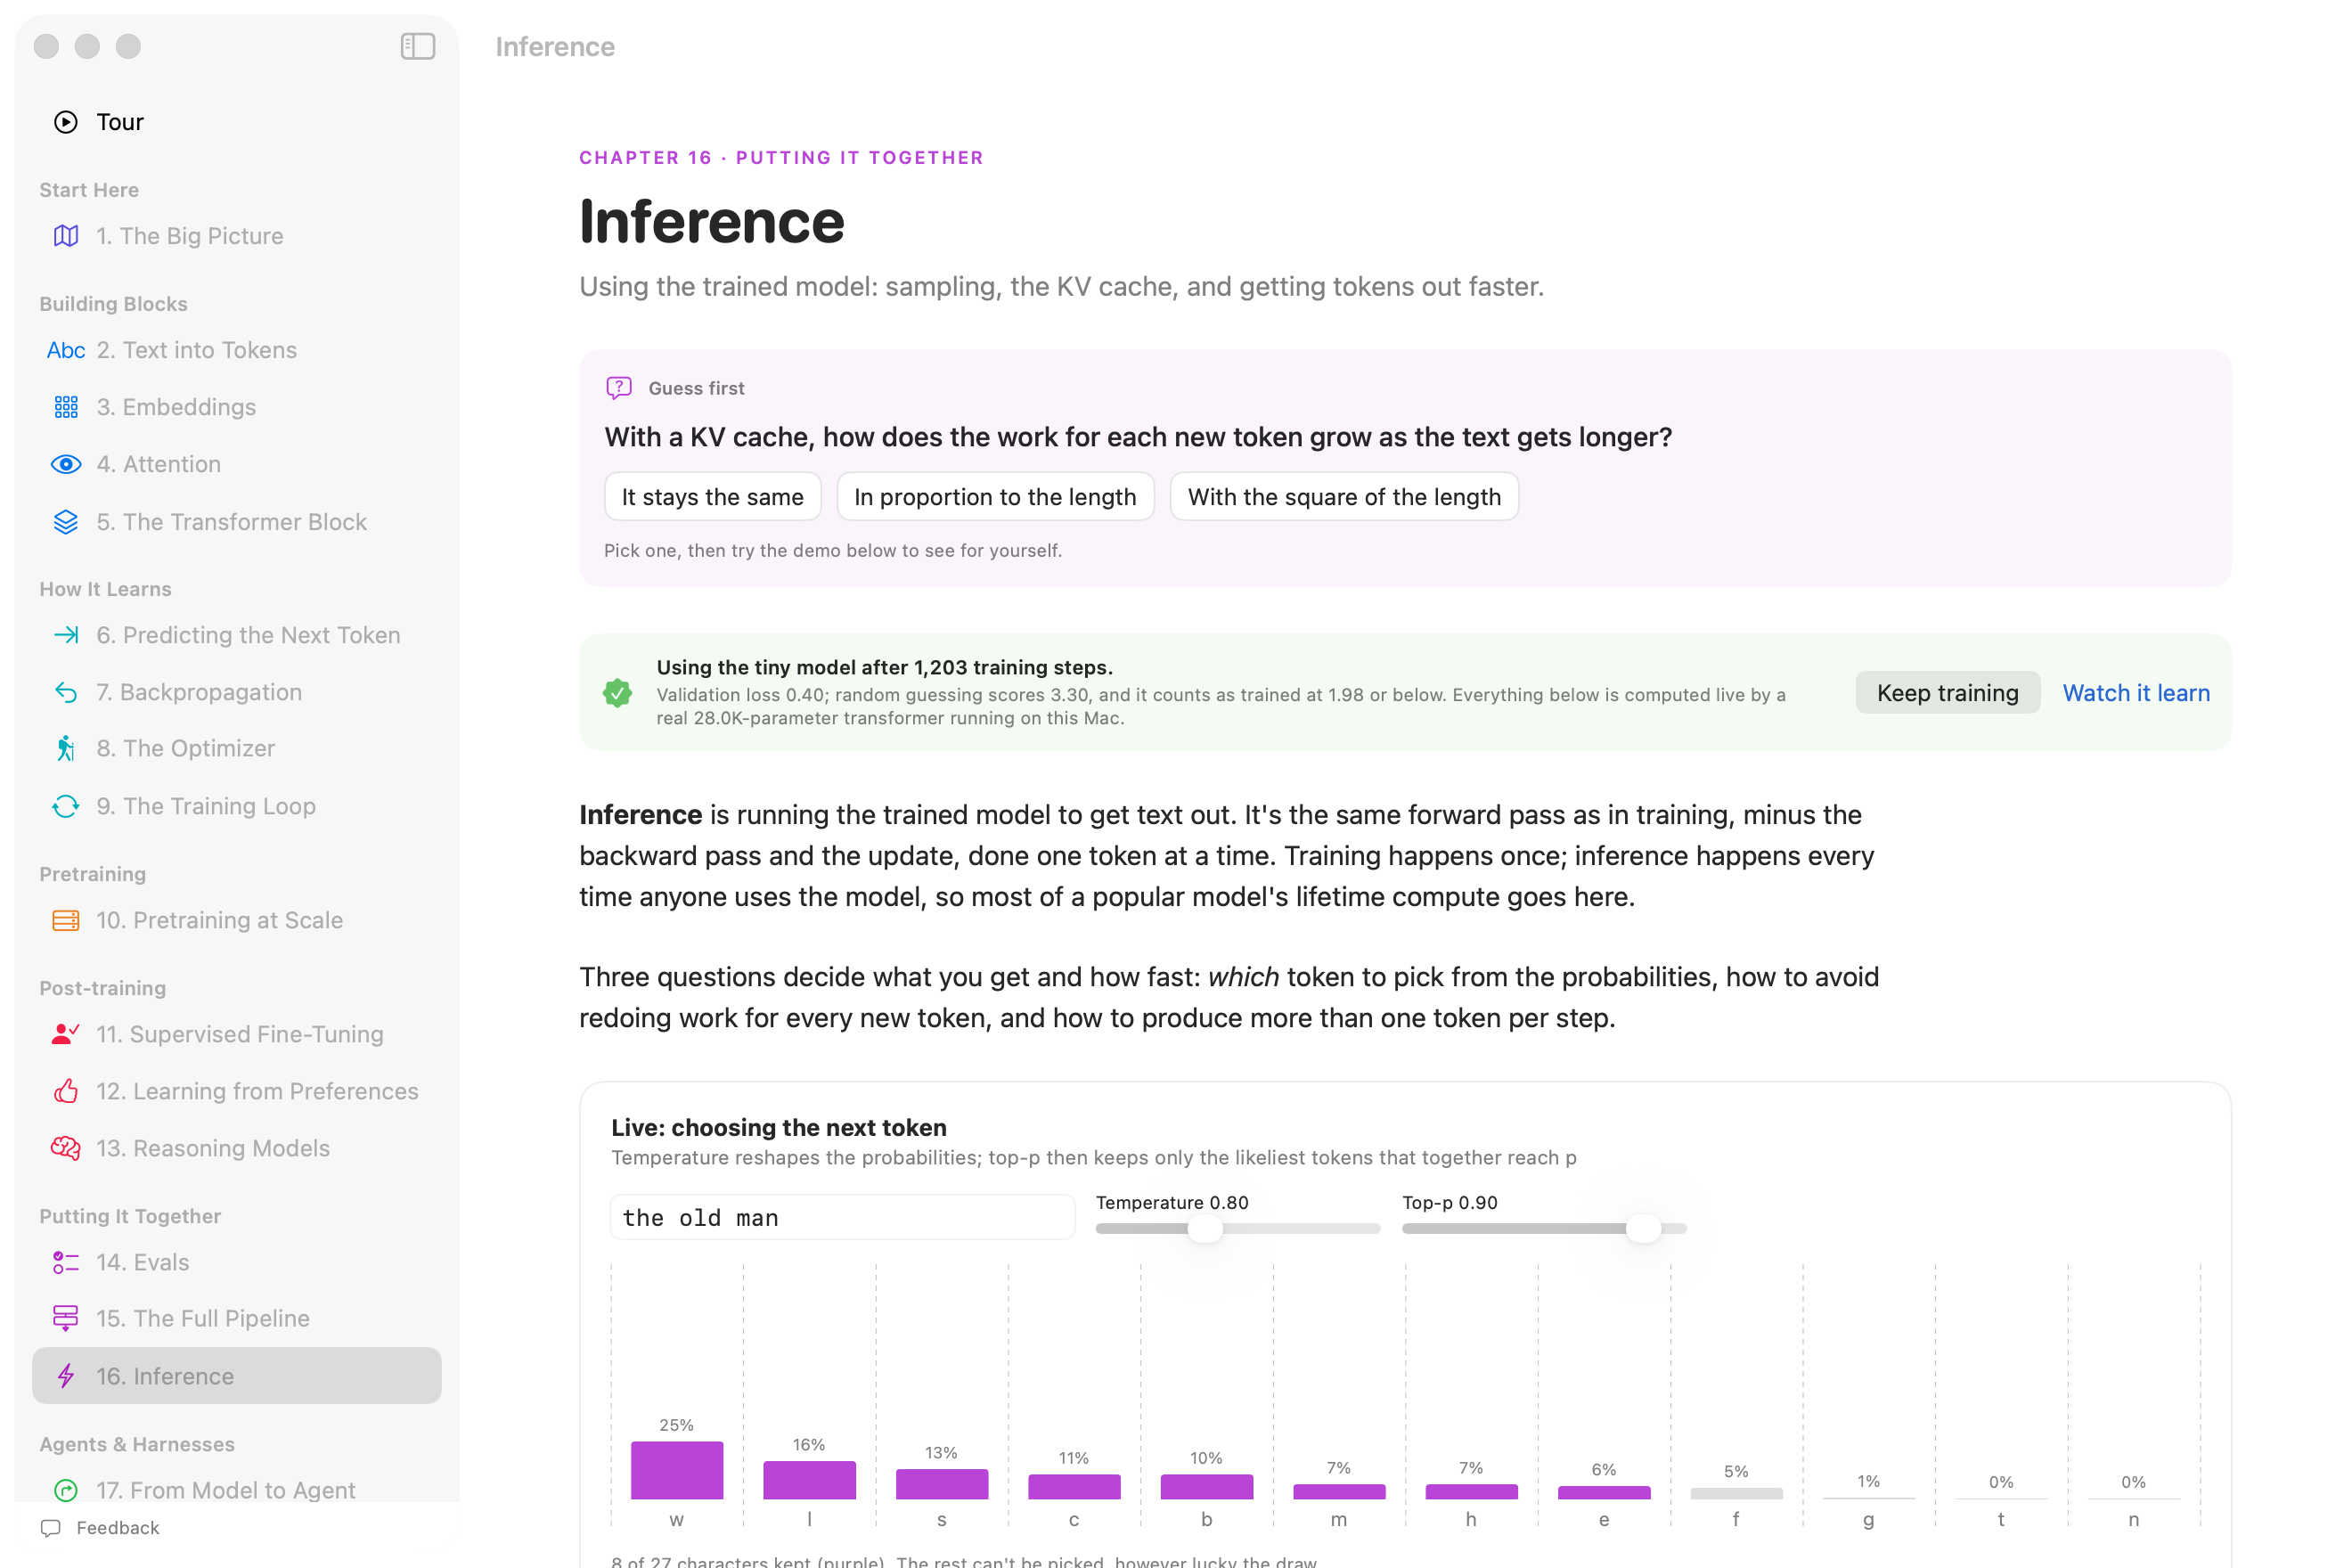 Inference
Tour
Start Here
1. The Big Picture
Building Blocks
Abc 2. Text into Tokens
3. Embeddings
4. Attention
5. The Transformer Block
How It Learns
6. Predicting the Next Token
7. Backpropagation
8. The Optimizer
9. The Training Loop
Pretraining
10. Pretraining at Scale
Post-training
11. Supervised Fine-Tuning
12. Learning from Preferences
13. Reasoning Models
Putting It Together
14. Evals
15. The Full Pipeline
16. Inference
Agents & Harnesses
17. From Model to Agent
Feedback
CHAPTER 16 · PUTTING IT TOGETHER
Inference
Using the trained model: sampling, the KV cache, and getting tokens out faster.
Guess first
With a KV cache, how does the work for each new token grow as the text gets longer?
It stays the same In proportion to the length With the square of the length
Pick one, then try the demo below to see for yourself.
Using the tiny model after 1,203 training steps.
Validation loss 0.40; random guessing scores 3.30, and it counts as trained at 1.98 or below. Everything below is computed live by a
real 28.0K-parameter transformer running on this Mac.
Keep training Watch it learn
Inference is running the trained model to get text out. It's the same forward pass as in training, minus the
backward pass and the update, done one token at a time. Training happens once; inference happens every
time anyone uses the model, so most of a popular model's lifetime compute goes here.
Three questions decide what you get and how fast: which token to pick from the probabilities, how to avoid
redoing work for every new token, and how to produce more than one token per step.
Live: choosing the next token
Temperature reshapes the probabilities; top-p then keeps only the likeliest tokens that together reach p
the old man
Temperature 0.80 Top-p 0.90
25% 16% 13% 11% 10% 7% 7% 6% 5% 1% 0% 0%
w l s c b m h e f g t n
8 of 27 characters kept (purple). The rest can't be picked, however lucky the draw.